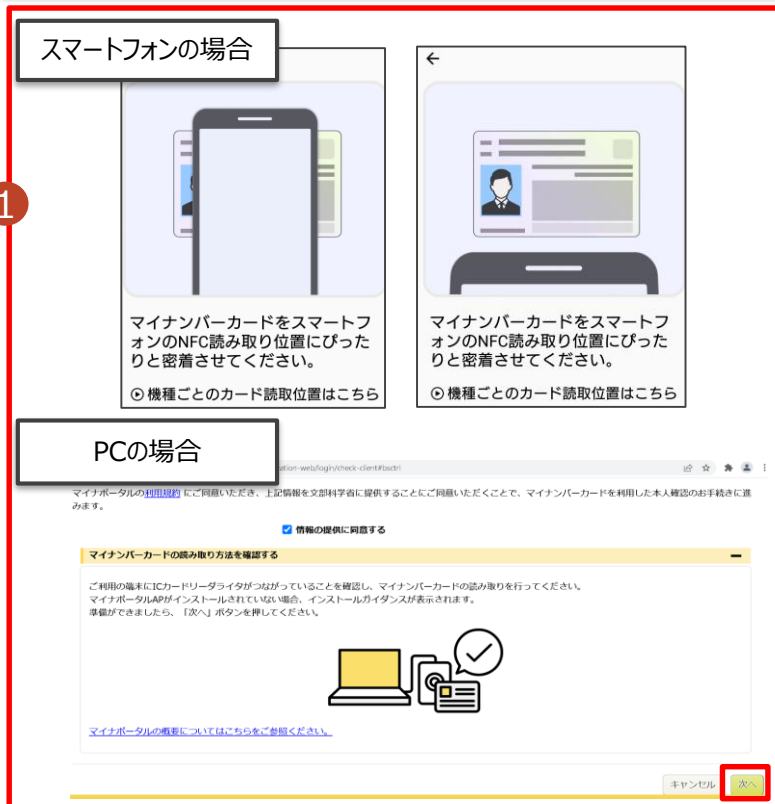 スマートフォンの場合
1
マイナンバーカードをスマートフ
ォンのNFC読み取り位置にぴった
りと密着させてください。
機種ごとのカード読取位置はこちら
マイナンバーカードをスマートフ
ォンのNFC読み取り位置にぴった
りと密着させてください。
機種ごとのカード読取位置はこちら
PCの場合
ation-web/login/check-client#bsctrl
マイナポータルの利用規約 にご同意いただき、上記情報を文部科学省に提供することにご同意いただくことで、マイナンバーカードを利用した本人確認のお手続きに進
みます。
情報の提供に同意する
マイナンバーカードの読み取り方法を確認する
ご利用の端末にICカードリーダライタがつながっていることを確認し、マイナンバーカードの読み取りを行ってください。
マイナポータルAPがインストールされていない場合、インストールガイダンスが表示されます。
準備ができましたら、「次へ」ボタンを押してください。
マイナポータルの概要についてはこちらをご参照ください。
キャンセル 次へ